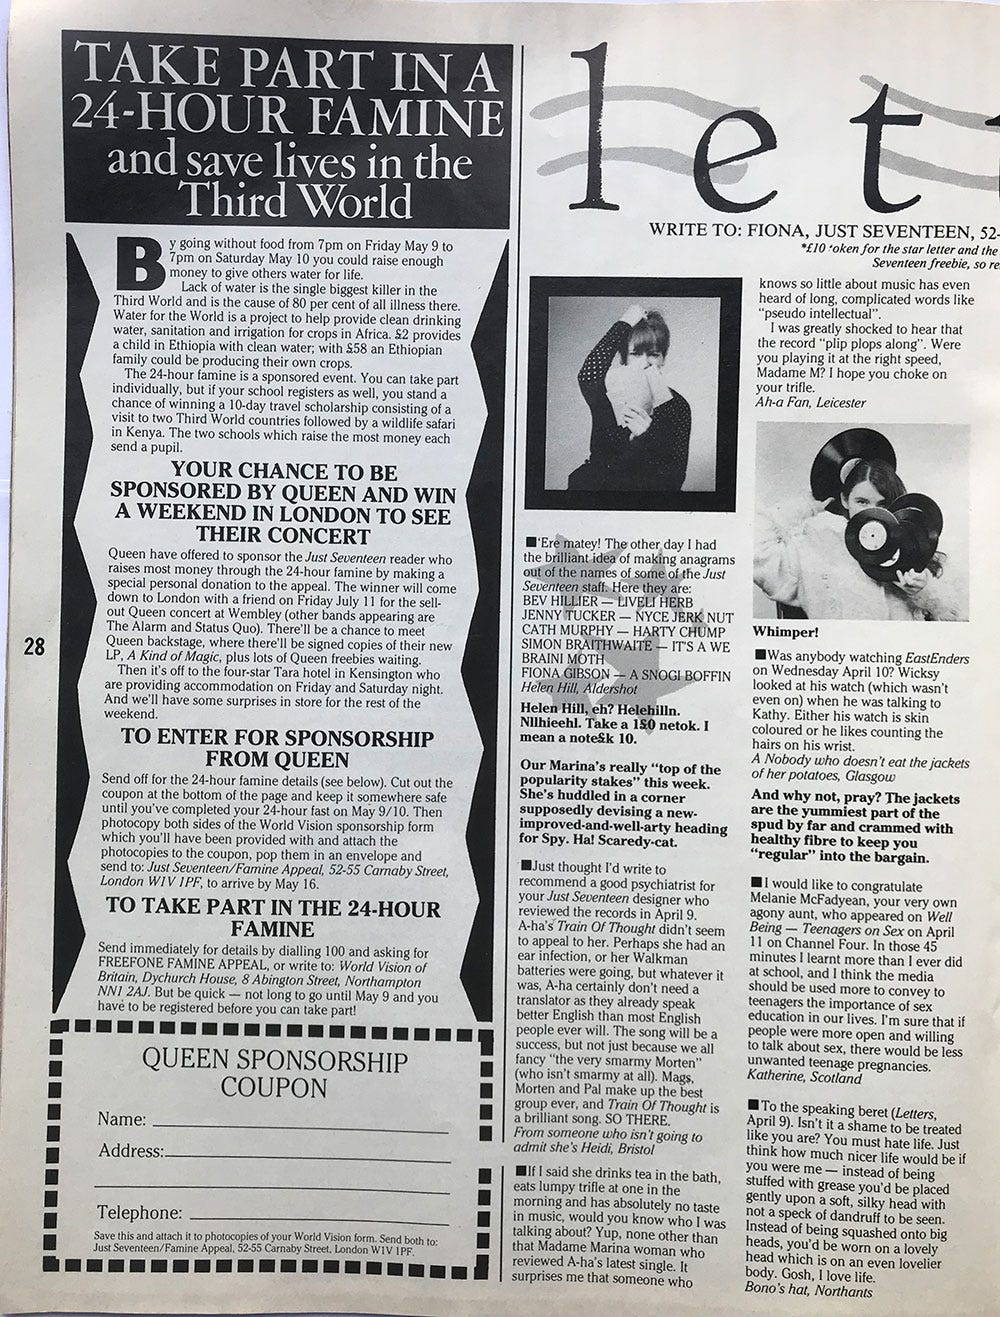 TAKE PART IN A
24-HOUR FAMINE
and save lives in the
Third World
By going without food from 7pm on Friday May 9 to
7pm on Saturday May 10 you could raise enough
money to give others water for life.
Lack of water is the single biggest killer in the
Third World and is the cause of 80 per cent of all illness there.
Water for the World is a project to help provide clean drinking
water, sanitation and irrigation for crops in Africa. £2 provides
a child in Ethiopia with clean water; with £58 an Ethiopian
family could be producing their own crops.
The 24-hour famine is a sponsored event. You can take part
individually, but if your school registers as well, you stand a
chance of winning a 10-day travel scholarship consisting of a
visit to two Third World countries followed by a wildlife safari
in Kenya. The two schools which raise the most money each
send a pupil.
YOUR CHANCE TO BE
SPONSORED BY QUEEN AND WIN
A WEEKEND IN LONDON TO SEE
THEIR CONCERT
Queen have offered to sponsor the Just Seventeen reader who
raises most money through the 24-hour famine by making a
special personal donation to the appeal. The winner will come
down to London with a friend on Friday July 11 for the sell-
out Queen concert at Wembley (other bands appearing are
The Alarm and Status Quo). There'll be a chance to meet
Queen backstage, where there'll be signed copies of their new
LP, A Kind of Magic, plus lots of Queen freebies waiting.
Then it's off to the four-star Tara hotel in Kensington who
are providing accommodation on Friday and Saturday night.
And we'll have some surprises in store for the rest of the
weekend.
TO ENTER FOR SPONSORSHIP
FROM QUEEN
Send off for the 24-hour famine details (see below). Cut out the
coupon at the bottom of the page and keep it somewhere safe
until you've completed your 24-hour fast on May 9/10. Then
photocopy both sides of the World Vision sponsorship form
which you'll have been provided with and attach the
photocopies to the coupon, pop them in an envelope and
send to: Just Seventeen/Famine Appeal, 52-55 Carnaby Street,
London W1V 1PF, to arrive by May 16.
TO TAKE PART IN THE 24-HOUR
FAMINE
Send immediately for details by dialling 100 and asking for
FREEFONE FAMINE APPEAL, or write to: World Vision of
Britain, Dychurch House, 8 Abington Street, Northampton
NN1 2AJ. But be quick — not long to go until May 9 and you
have to be registered before you can take part!
QUEEN SPONSORSHIP
COUPON
Name:
Address:
Telephone:
Save this and attach it to photocopies of your World Vision form. Send both to:
Just Seventeen/Famine Appeal, 52-55 Carnaby Street, London W1V 1PF.
28
let
WRITE TO: FIONA, JUST SEVENTEEN, 52-
*£10 token for the star letter and the
Seventeen freebie, so re
■'Ere matey! The other day I had
the brilliant idea of making anagrams
out of the names of some of the Just
Seventeen staff. Here they are:
BEV HILLIER — LIVELI HERB
JENNY TUCKER — NYCE JERK NUT
CATH MURPHY — HARTY CHUMP
SIMON BRAITHWAITE — IT'S A WE
BRAINI MOTH
FIONA GIBSON — A SNOGI BOFFIN
Helen Hill, Aldershot
Helen Hill, eh? Helehilln.
Nllhieehl. Take a 1£0 netok. I
mean a note£k 10.
Our Marina's really "top of the
popularity stakes" this week.
She's huddled in a corner
supposedly devising a new-
improved-and-well-arty heading
for Spy. Ha! Scaredy-cat.
■Just thought I'd write to
recommend a good psychiatrist for
your Just Seventeen designer who
reviewed the records in April 9.
A-ha's Train Of Thought didn't seem
to appeal to her. Perhaps she had an
ear infection, or her Walkman
batteries were going, but whatever it
was, A-ha certainly don't need a
translator as they already speak
better English than most English
people ever will. The song will be a
success, but not just because we all
fancy "the very smarmy Morten"
(who isn't smarmy at all). Mags,
Morten and Pal make up the best
group ever, and Train Of Thought is
a brilliant song. SO THERE.
From someone who isn't going to
admit she's Heidi, Bristol
■If I said she drinks tea in the bath,
eats lumpy trifle at one in the
morning and has absolutely no taste
in music, would you know who I was
talking about? Yup, none other than
that Madame Marina woman who
reviewed A-ha's latest single. It
surprises me that someone who
knows so little about music has even
heard of long, complicated words like
"pseudo intellectual".
I was greatly shocked to hear that
the record "plip plops along". Were
you playing it at the right speed,
Madame M? I hope you choke on
your trifle.
Ah-a Fan, Leicester
Whimper!
■Was anybody watching EastEnders
on Wednesday April 10? Wicksy
looked at his watch (which wasn't
even on) when he was talking to
Kathy. Either his watch is skin
coloured or he likes counting the
hairs on his wrist.
A Nobody who doesn't eat the jackets
of her potatoes, Glasgow
And why not, pray? The jackets
are the yummiest part of the
spud by far and crammed with
healthy fibre to keep you
"regular" into the bargain.
■I would like to congratulate
Melanie McFadyean, your very own
agony aunt, who appeared on Well
Being — Teenagers on Sex on April
11 on Channel Four. In those 45
minutes I learnt more than I ever did
at school, and I think the media
should be used more to convey to
teenagers the importance of sex
education in our lives. I'm sure that if
people were more open and willing
to talk about sex, there would be less
unwanted teenage pregnancies.
Katherine, Scotland
■To the speaking beret (Letters,
April 9). Isn't it a shame to be treated
like you are? You must hate life. Just
think how much nicer life would be if
you were me — instead of being
stuffed with grease you'd be placed
gently upon a soft, silky head with
not a speck of dandruff to be seen.
Instead of being squashed onto big
heads, you'd be worn on a lovely
head which is on an even lovelier
body. Gosh, I love life.
Bono's hat, Northants